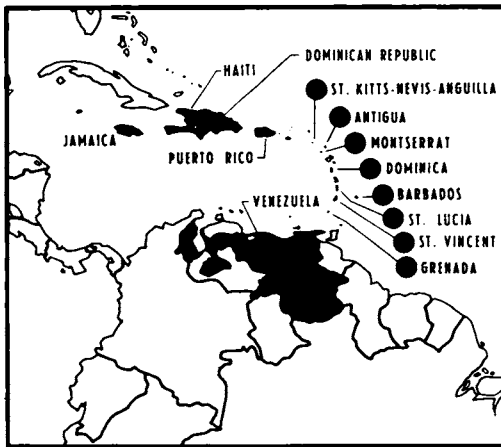 DOMINICAN REPUBLIC
HAITI
ST. KITTS-NEVIS-ANGUILLA
ANTIGUA
JAMAICA
MONTSERRAT
PUERTO RICO
DOMINICA
VENEZUELA
BARBADOS
ST. LUCIA
ST. VINCENT
GRENADA